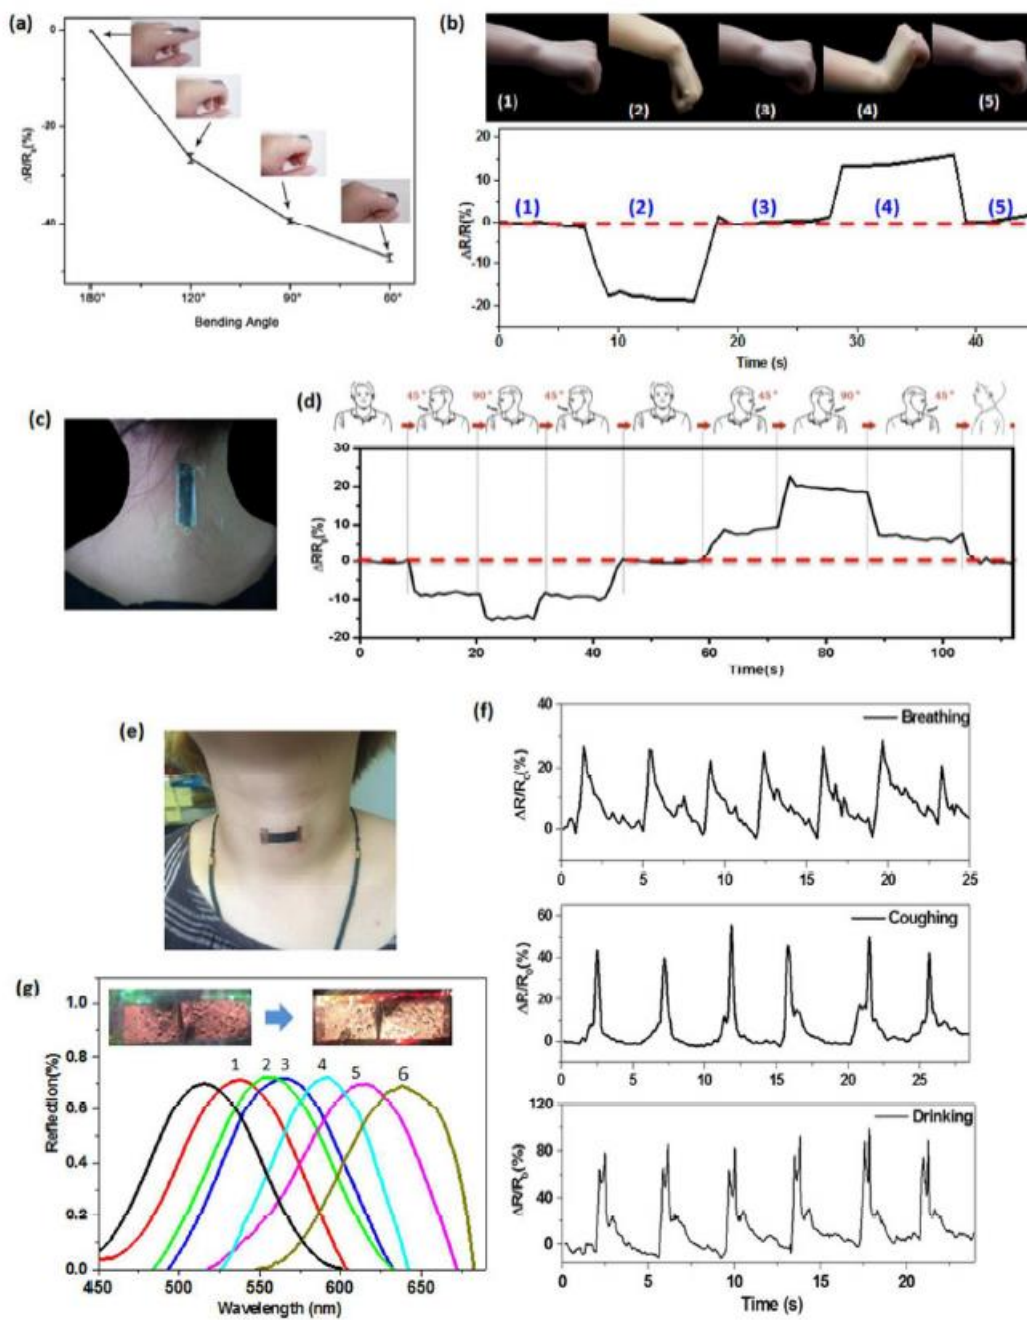 (a)
0
-20
-40
ΔR/R₀(%)
180° 120° 90° 60°
Bending Angle
(b)
(1) (2) (3) (4) (5)
20
10
0
-10
-20
ΔR/R(%)
(1) (2) (3) (4) (5)
0 10 20 30 40
Time (s)
(c)
(d)
45° 90° 45° 45° 90° 45°
30
20
10
0
-10
-20
ΔR/R₀(%)
0 20 40 60 80 100
Time(s)
(e)
(f)
40
20
0
ΔR/R₀(%)
Breathing
0 5 10 15 20 25
60
40
20
0
ΔR/R₀(%)
Coughing
0 5 10 15 20 25
120
80
40
0
ΔR/R₀(%)
Drinking
0 5 10 15 20
Time (s)
(g)
1.0
0.8
0.6
0.4
0.2
0.0
Reflection(%)
1 2 3 4 5 6
450 500 550 600 650
Wavelength (nm)